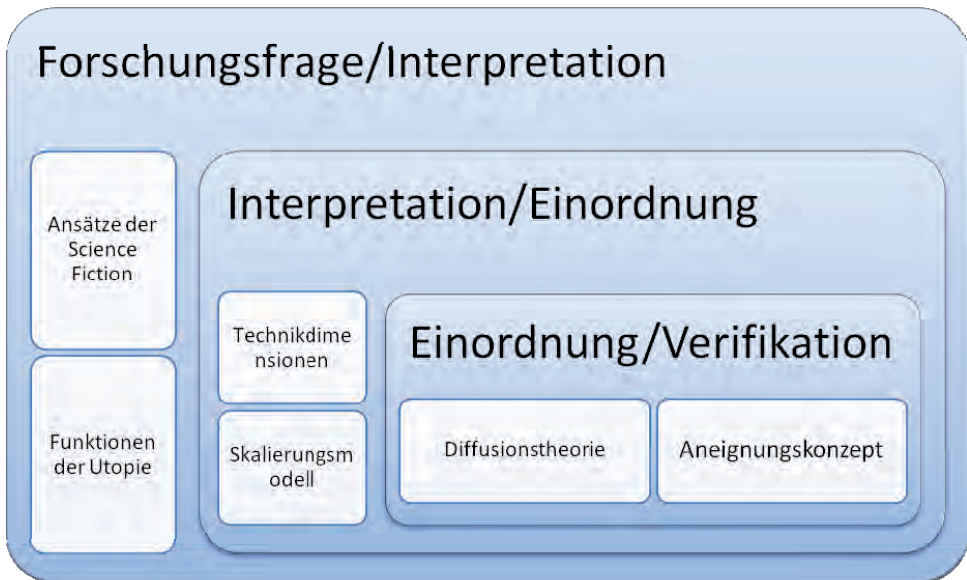 Forschungsfrage/Interpretation
Ansätze der
Science
Fiction
Funktionen
der Utopie
Interpretation/Einordnung
Technikdime
nsionen
Skalierungsm
odell
Einordnung/Verifikation
Diffusionstheorie
Aneignungskonzept